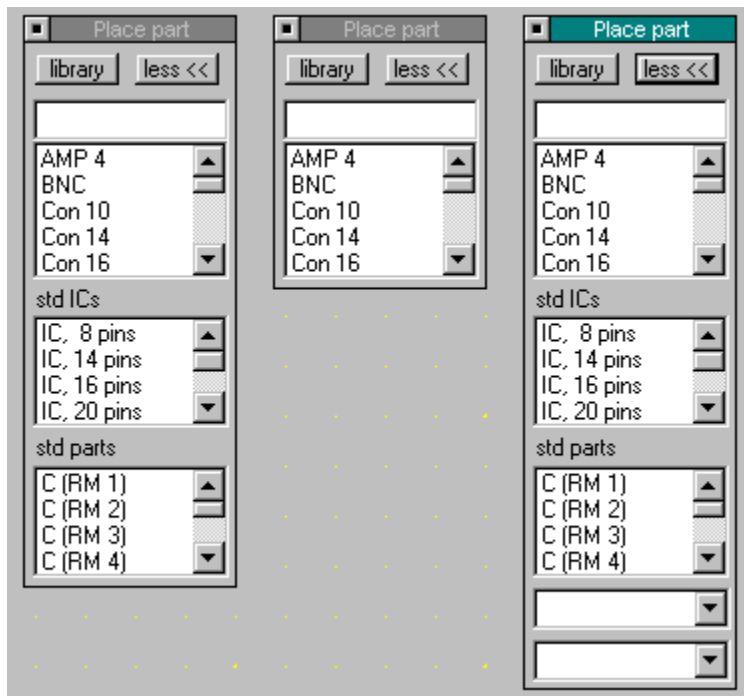 Place part
library less <<
AMP 4
BNC
Con 10
Con 14
Con 16
std ICs
IC,  8 pins
IC, 14 pins
IC, 16 pins
IC, 20 pins
std parts
C (RM 1)
C (RM 2)
C (RM 3)
C (RM 4)
Place part
library less <<
AMP 4
BNC
Con 10
Con 14
Con 16
Place part
library less <<
AMP 4
BNC
Con 10
Con 14
Con 16
std ICs
IC,  8 pins
IC, 14 pins
IC, 16 pins
IC, 20 pins
std parts
C (RM 1)
C (RM 2)
C (RM 3)
C (RM 4)